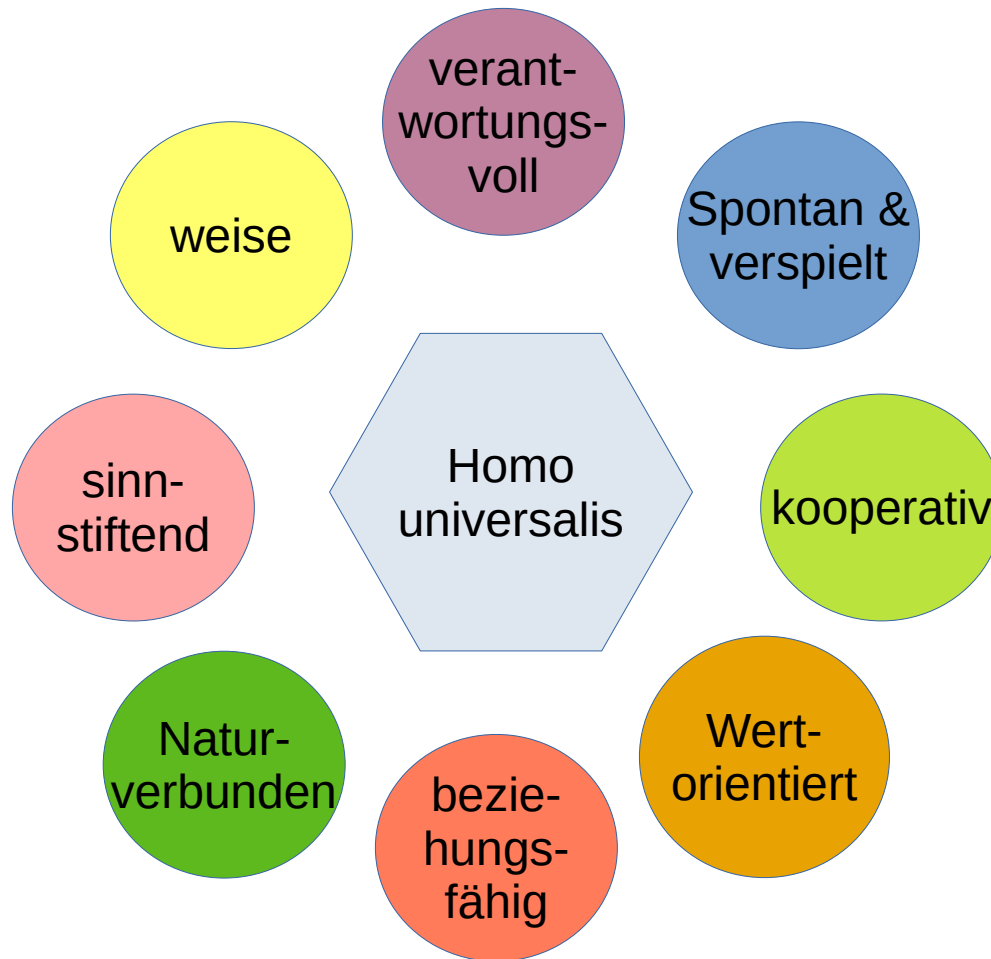 verant-
wortungs-
voll
Spontan &
verspielt
weise
Homo
universalis
sinn-
stiftend
kooperativ
Natur-
verbunden
Wert-
orientiert
bezie-
hungs-
fähig